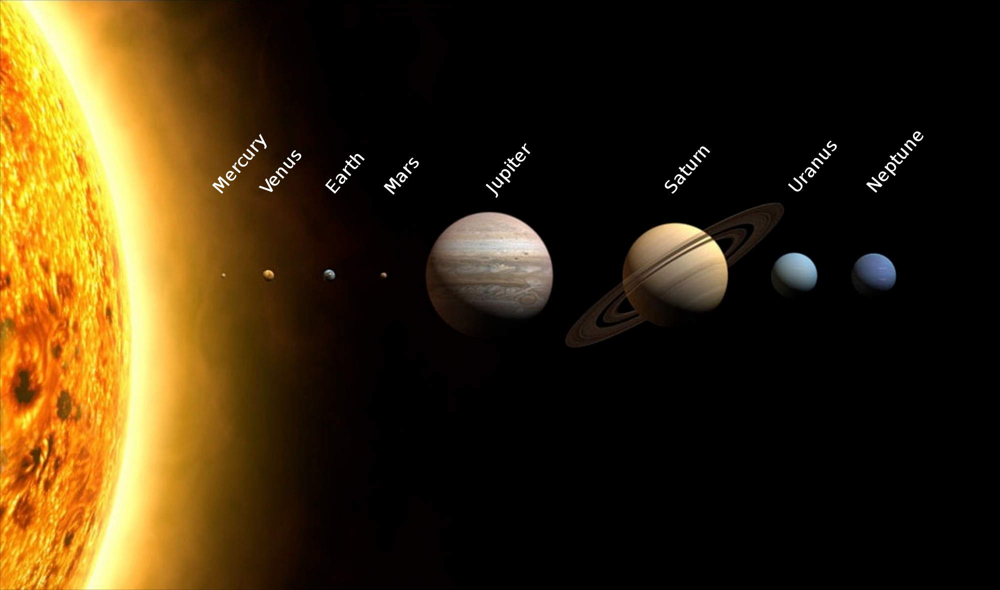 Mercury
Venus
Earth
Mars
Jupiter
Saturn
Uranus
Neptune